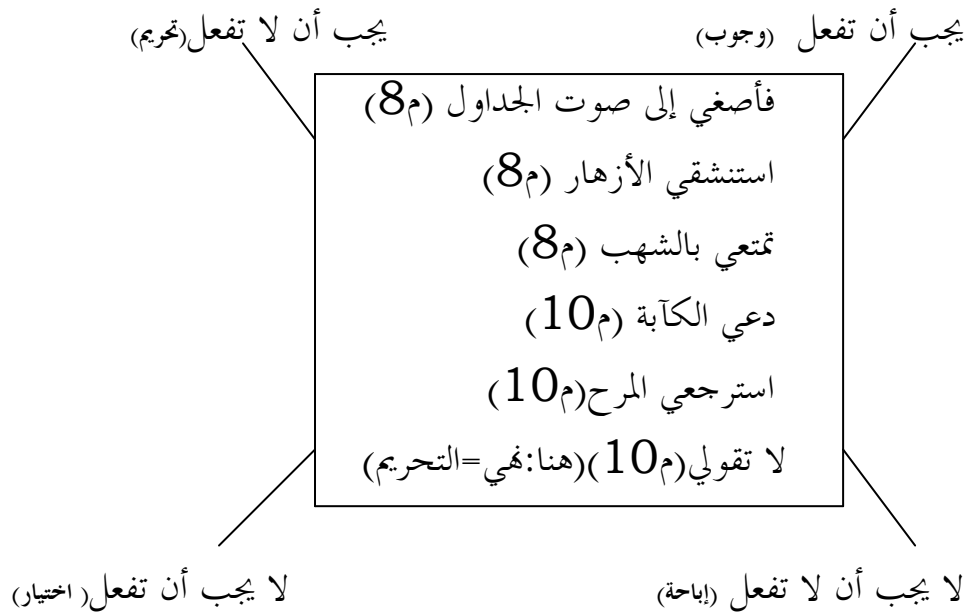 يجب أن تفعل (وجوب) يجب أن لا تفعل(تحريم)
فأصغي إلى صوت الجداول (م8)
استنشقي الأزهار (م8)
تمتعي بالشهب (م8)
دعي الكآبة (م10)
استرجعي المرح(م10)
لا تقولي(م10)(هنا:نهي=التحريم)
لا يجب أن لا تفعل (إباحة) لا يجب أن تفعل( اختيار)